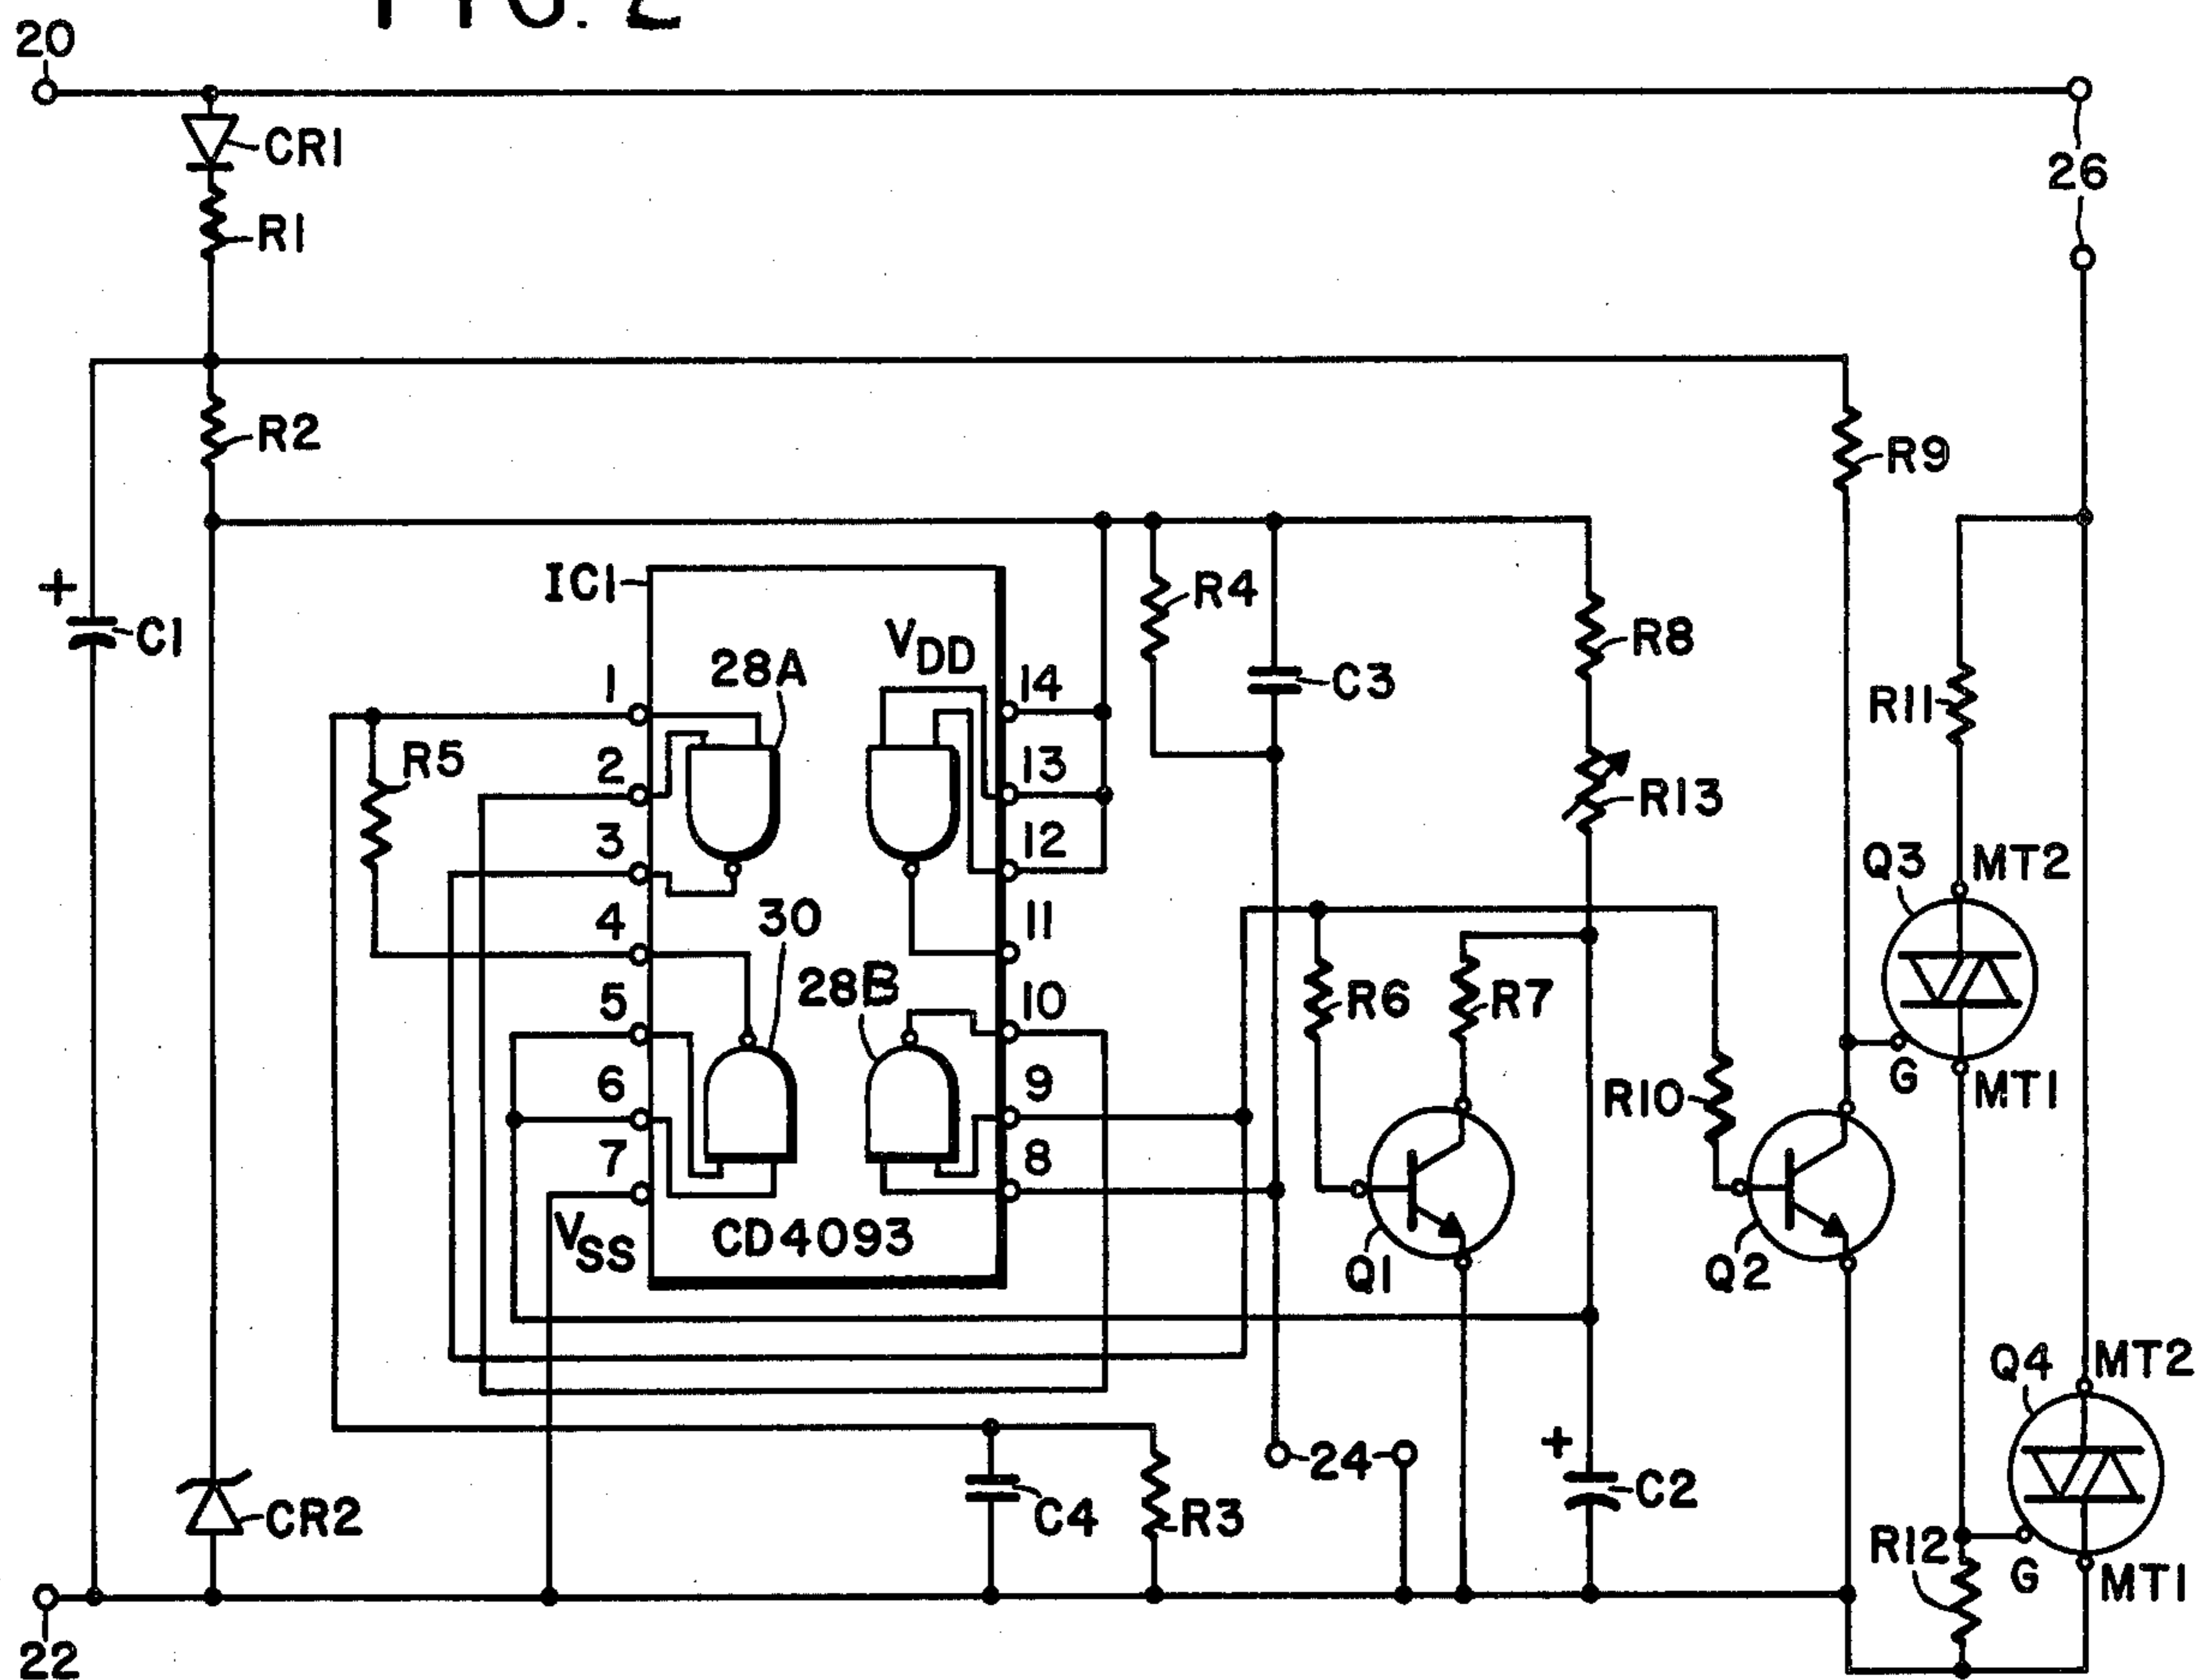 FIG. 2
20
CR1
R1
26
R2
R9
+
C1
IC1
VDD
28A
R4
C3
R8
R11
1
2
3
4
5
6
7
14
13
12
11
10
9
8
R5
R13
30
28B
Q3
MT2
G
MT1
R6
R7
R10
VSS
CD4093
Q1
Q2
Q4
MT2
24
+
C2
CR2
C4
R3
R12
G
MT1
22